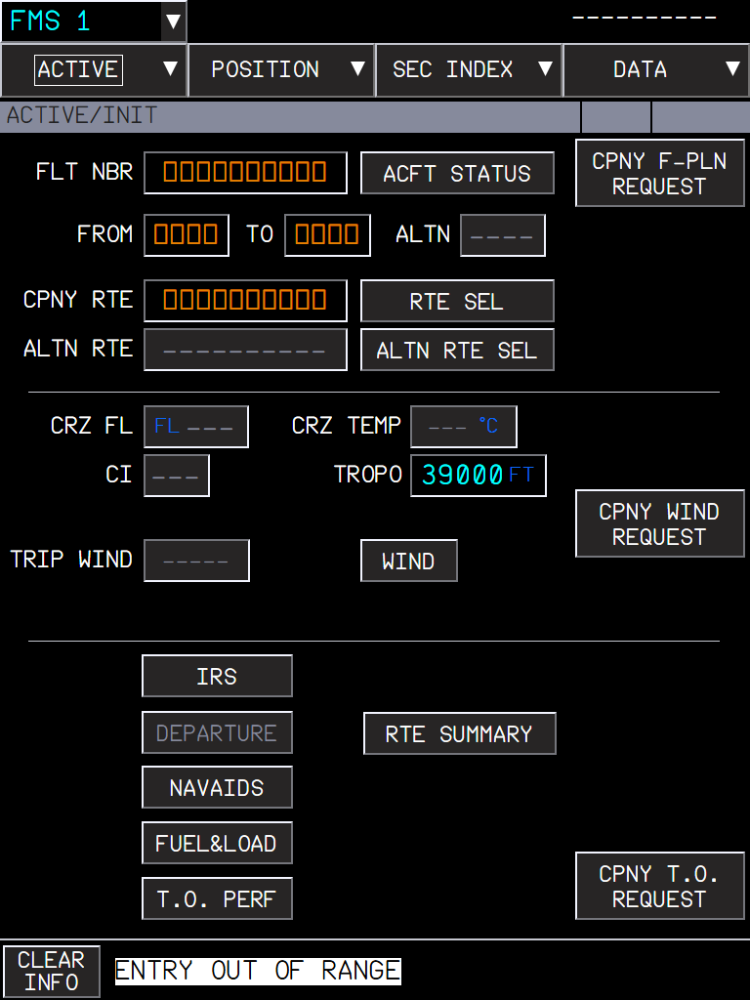 FMS 1 ▼ ----------
ACTIVE ▼ POSITION ▼ SEC INDEX ▼ DATA ▼
ACTIVE/INIT
FLT NBR ▯▯▯▯▯▯▯▯▯▯ ACFT STATUS
CPNY F-PLN
REQUEST
FROM ▯▯▯▯ TO ▯▯▯▯ ALTN ----
CPNY RTE ▯▯▯▯▯▯▯▯▯▯ RTE SEL
ALTN RTE ---------- ALTN RTE SEL
CRZ FL FL --- CRZ TEMP --- °C
CI --- TROPO 39000 FT
CPNY WIND
REQUEST
TRIP WIND ----- WIND
IRS
DEPARTURE RTE SUMMARY
NAVAIDS
FUEL&LOAD
T.O. PERF
CPNY T.O.
REQUEST
CLEAR
INFO
ENTRY OUT OF RANGE